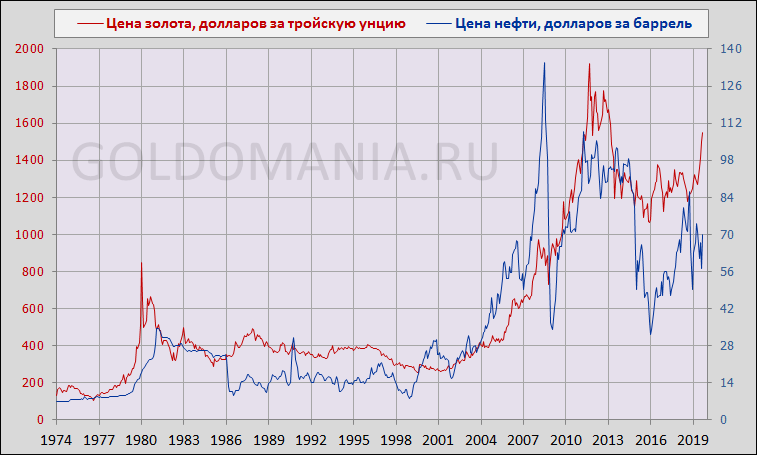 Цена золота, долларов за тройскую унцию
Цена нефти, долларов за баррель
2000 140
1800 126
1600 112
1400 98
1200 84
1000 70
800 56
600 42
400 28
200 14
0 0
GOLDOMANIA.RU
1974 1977 1980 1983 1986 1989 1992 1995 1998 2001 2004 2007 2010 2013 2016 2019